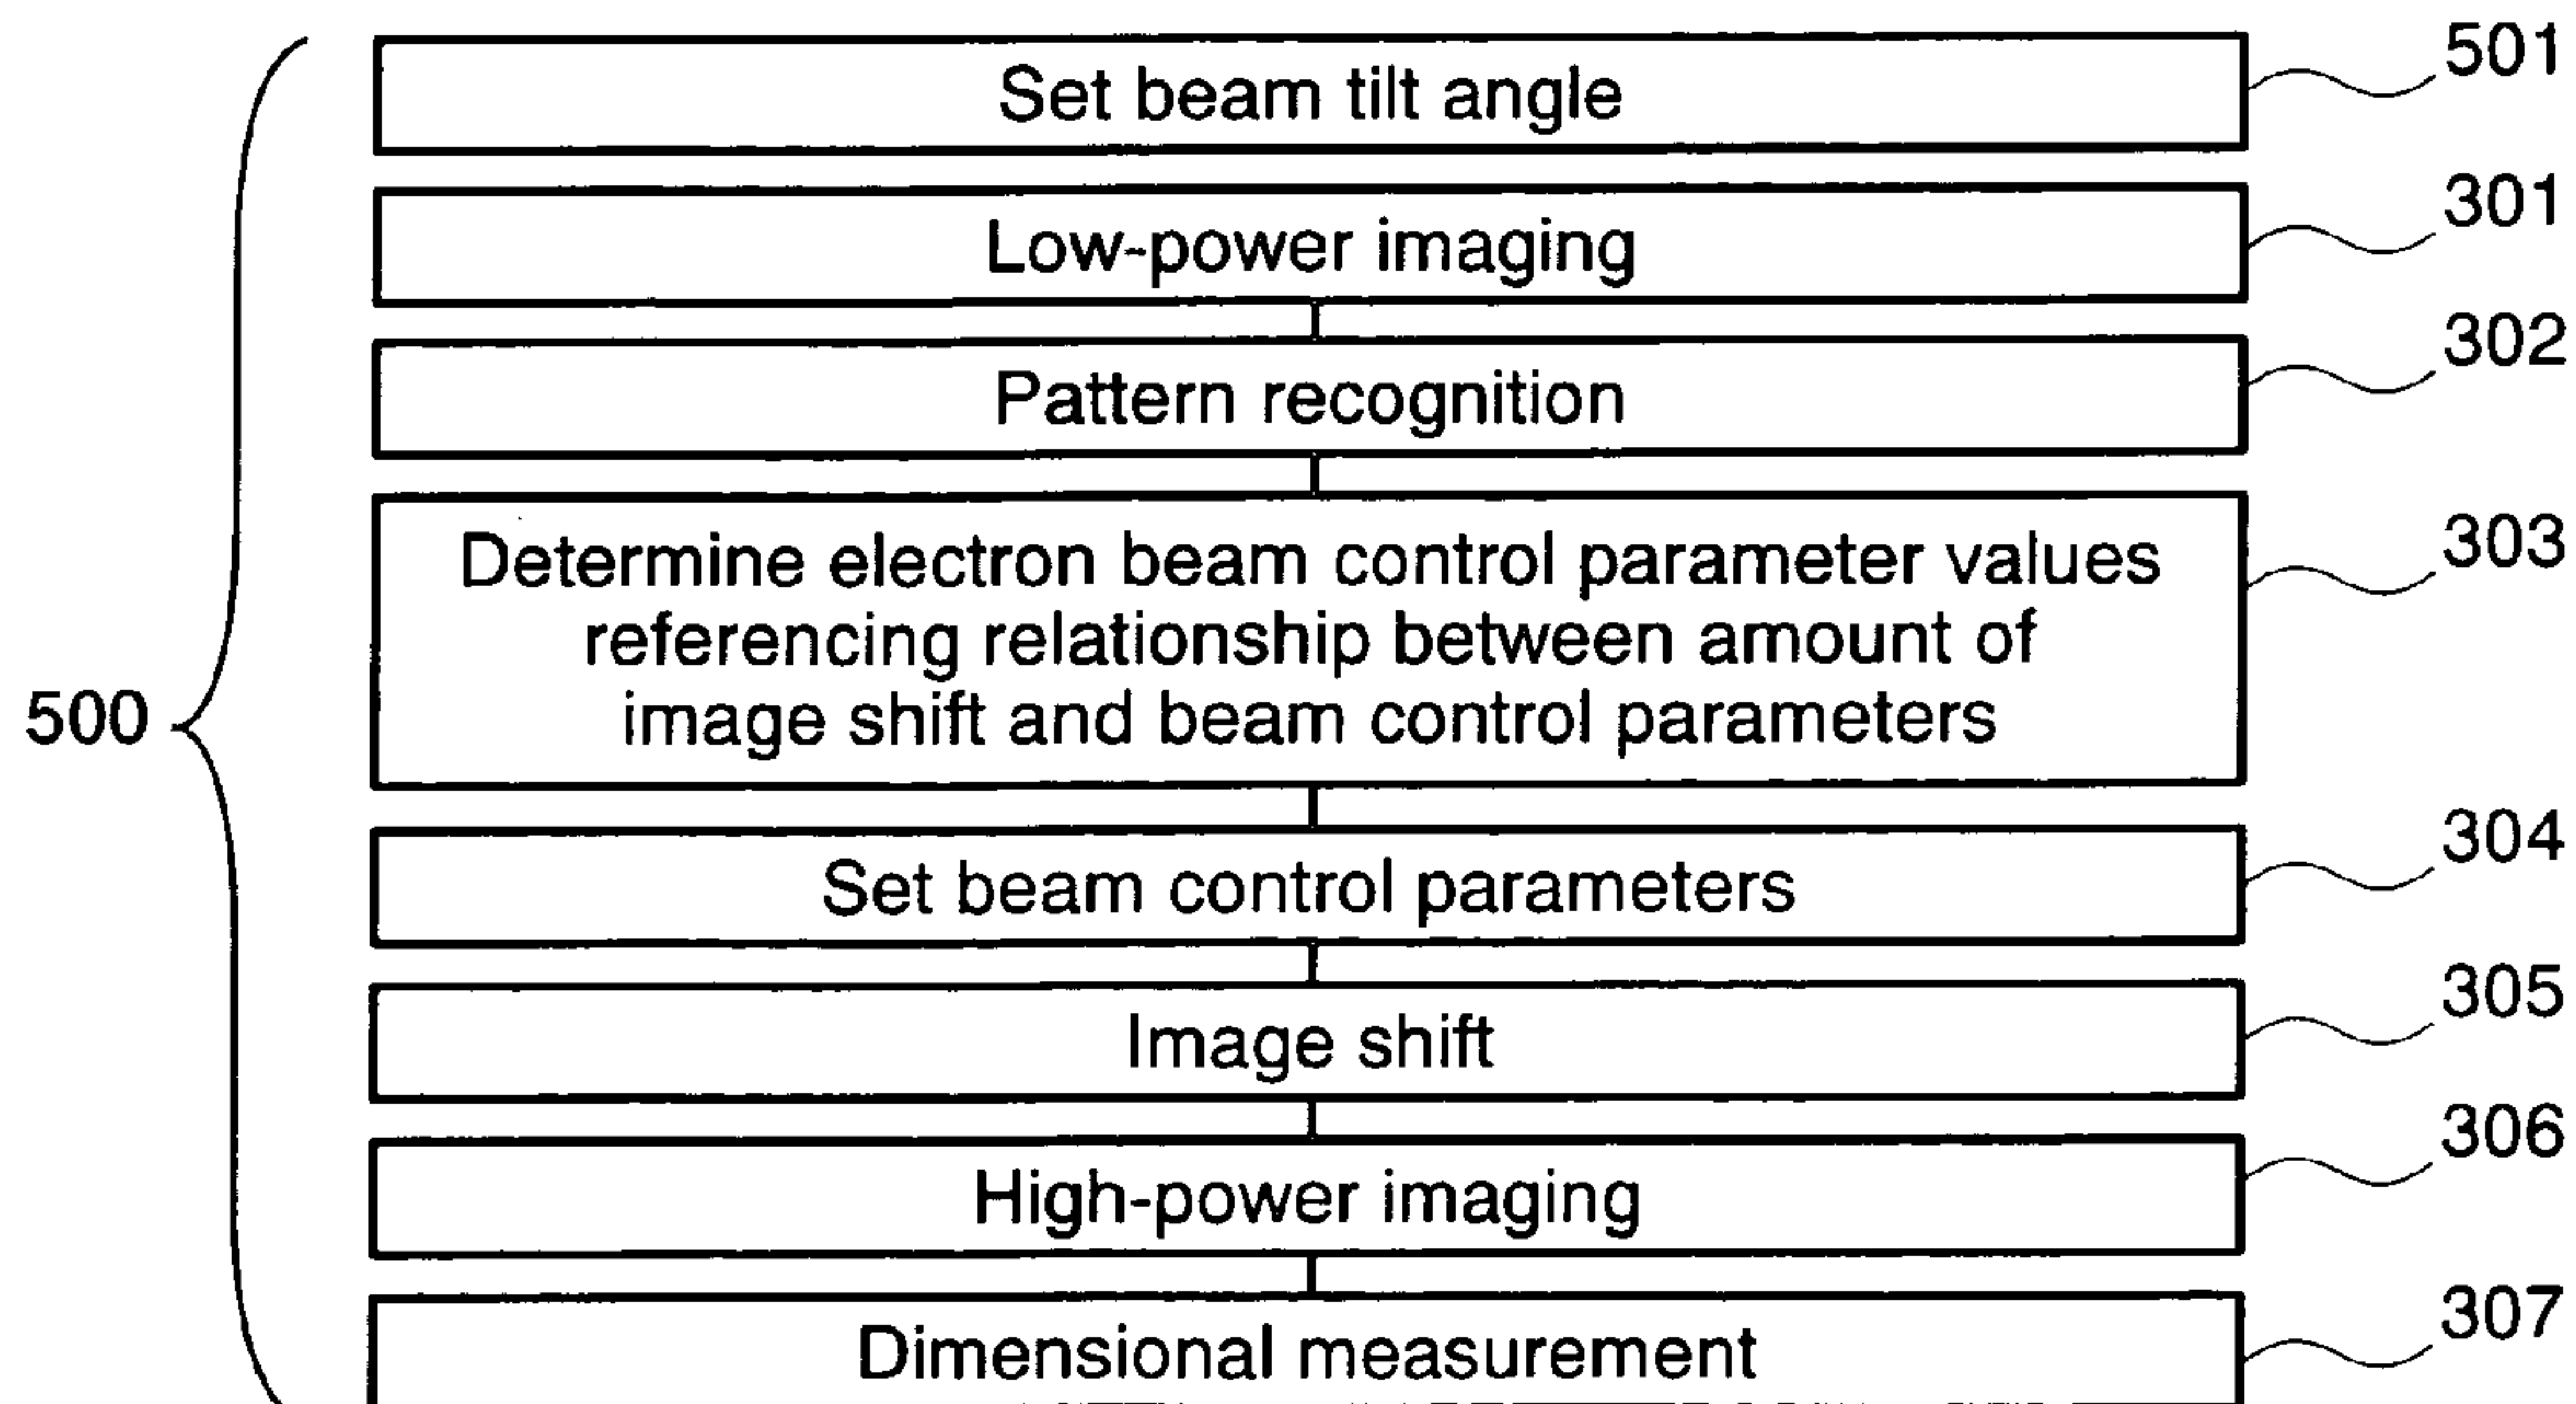 Set beam tilt angle
501
Low-power imaging
301
Pattern recognition
302
Determine electron beam control parameter values
referencing relationship between amount of
image shift and beam control parameters
303
500
Set beam control parameters
304
Image shift
305
High-power imaging
306
Dimensional measurement
307